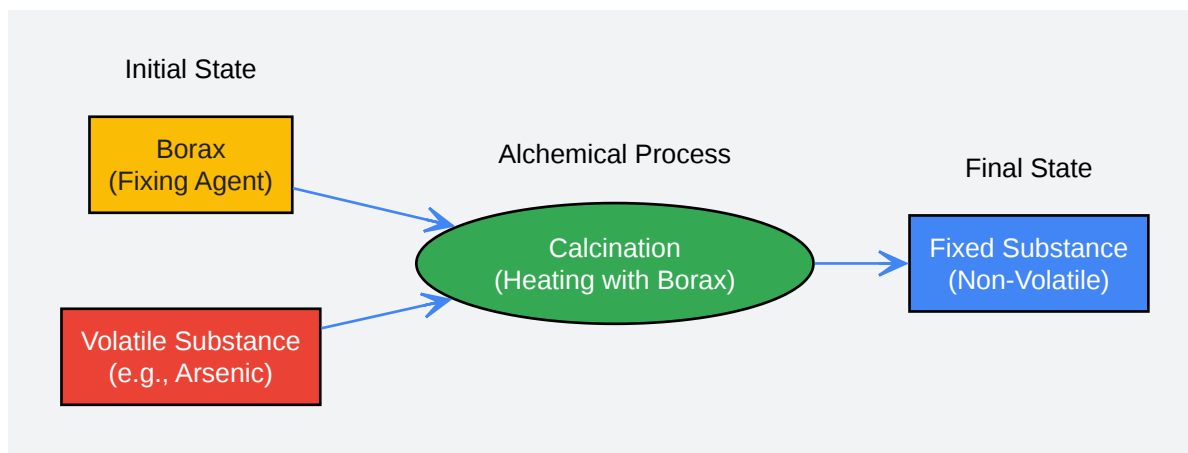 Initial State
Borax
(Fixing Agent)
Volatile Substance
(e.g., Arsenic)
Alchemical Process
Calcination
(Heating with Borax)
Final State
Fixed Substance
(Non-Volatile)